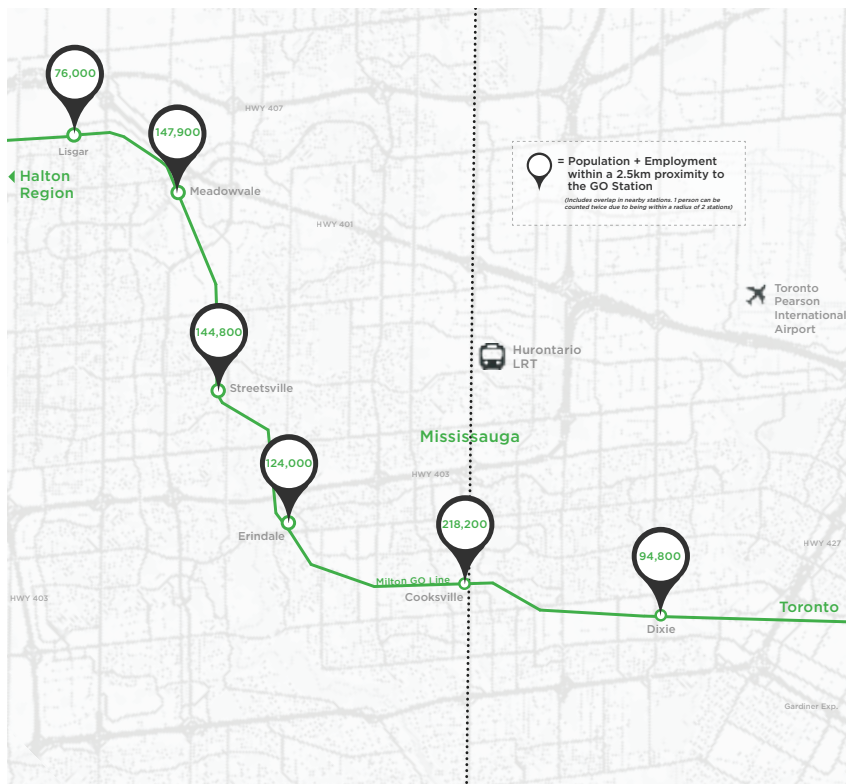 76,000
Lisgar
Halton
Region
147,900
Meadowvale
HWY 407
HWY 401
= Population + Employment
within a 2.5km proximity to
the GO Station
(Includes overlap in nearby stations. 1 person can be
counted twice due to being within a radius of 2 stations)
Toronto
Pearson
International
Airport
144,800
Streetsville
Hurontario
LRT
Mississauga
124,000
Erindale
HWY 403
218,200
Milton GO Line
Cooksville
94,800
Dixie
HWY 427
HWY 403
Toronto
Gardiner Exp.